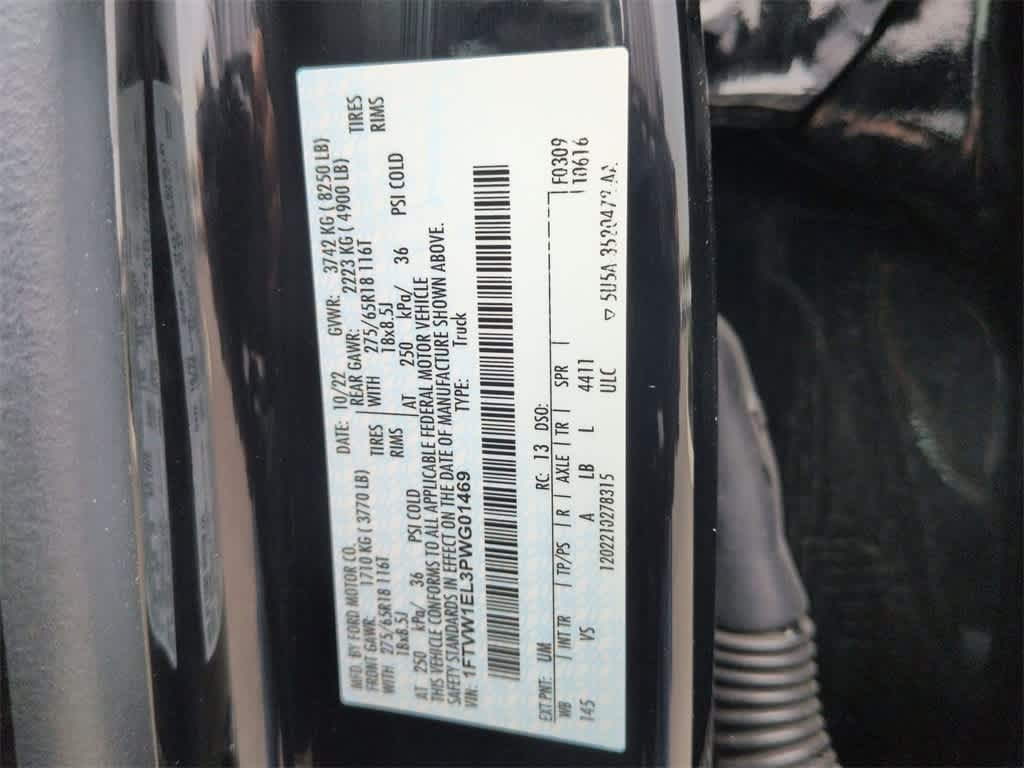 MFD. BY FORD MOTOR CO. DATE: 10/22 GVWR: 3742 KG ( 8250 LB)
FRONT GAWR: 1710 KG ( 3770 LB) REAR GAWR: 2223 KG ( 4900 LB)
WITH 275/65R18 116T TIRES WITH 275/65R18 116T TIRES
18x8.5J RIMS 18x8.5J RIMS
AT 250 kPa/ 36 PSI COLD AT 250 kPa/ 36 PSI COLD
THIS VEHICLE CONFORMS TO ALL APPLICABLE FEDERAL MOTOR VEHICLE
SAFETY STANDARDS IN EFFECT ON THE DATE OF MANUFACTURE SHOWN ABOVE.
VIN: 1FTVW1EL3PWG01469 TYPE: Truck
EXT PNT: UM RC: 13 DSO: F0309
WB | INT TR | TP/PS | R | AXLE | TR | SPR | 10616
145 VS A LB L 4411
1202210278315 ULC
5U5A 3520472 AA